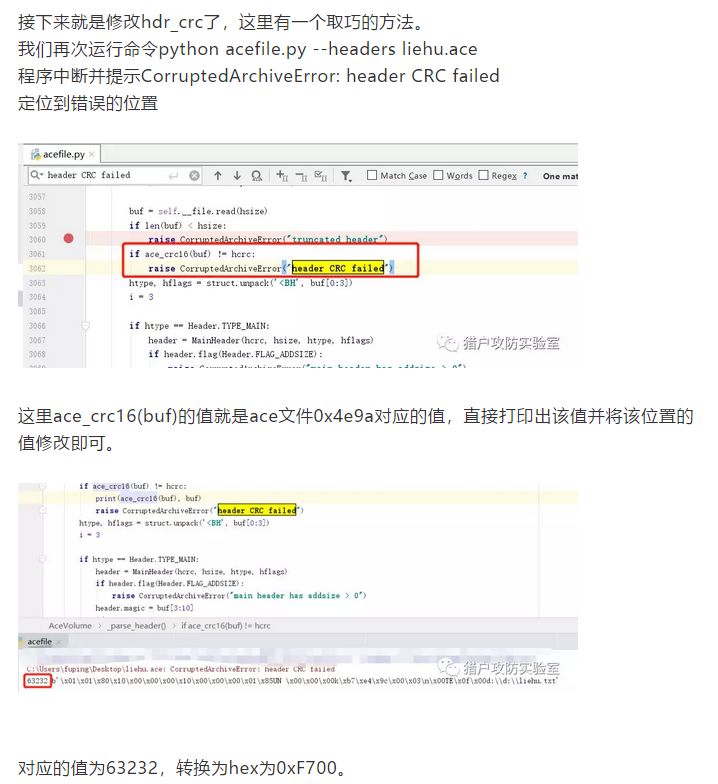 接下来就是修改hdr_crc了，这里有一个取巧的方法。
我们再次运行命令python acefile.py --headers liehu.ace
程序中断并提示CorruptedArchiveError: header CRC failed
定位到错误的位置
acefile.py
header CRC failed Match Case Words Regex ? One mat
3057
3058 buf = self.__file.read(hsize)
3059 if len(buf) < hsize:
3060 raise CorruptedArchiveError("truncated header")
3061 if ace_crc16(buf) != hcrc:
3062 raise CorruptedArchiveError("header CRC failed")
3063 htype, hflags = struct.unpack('<BH', buf[0:3])
3064 i = 3
3065
3066 if htype == Header.TYPE_MAIN:
3067 header = MainHeader(hcrc, hsize, htype, hflags)
3068 if header.flag(Header.FLAG_ADDSIZE):
猎户攻防实验室
这里ace_crc16(buf)的值就是ace文件0x4e9a对应的值，直接打印出该值并将该位置的
值修改即可。
if ace_crc16(buf) != hcrc:
print(ace_crc16(buf), buf)
raise CorruptedArchiveError("header CRC failed")
htype, hflags = struct.unpack('<BH', buf[0:3])
i = 3
if htype == Header.TYPE_MAIN:
header = MainHeader(hcrc, hsize, htype, hflags)
if header.flag(Header.FLAG_ADDSIZE):
raise CorruptedArchiveError("main header has addsize > 0")
header.magic = buf[3:10]
AceVolume › _parse_header() › if ace_crc16(buf) != hcrc
acefile
C:\Users\fuping\Desktop\liehu.ace: CorruptedArchiveError: header CRC failed
63232 b'\x01\x01\x80\x10\x00\x00\x00\x10\x00\x00\x00\x01\x85UN \x00\x00\x00k\xb7\xe4\x9c\x00\x03\n\x00TE\x0f\x00d:\\d:\\liehu.txt'
猎户攻防实验室
对应的值为63232，转换为hex为0xF700。